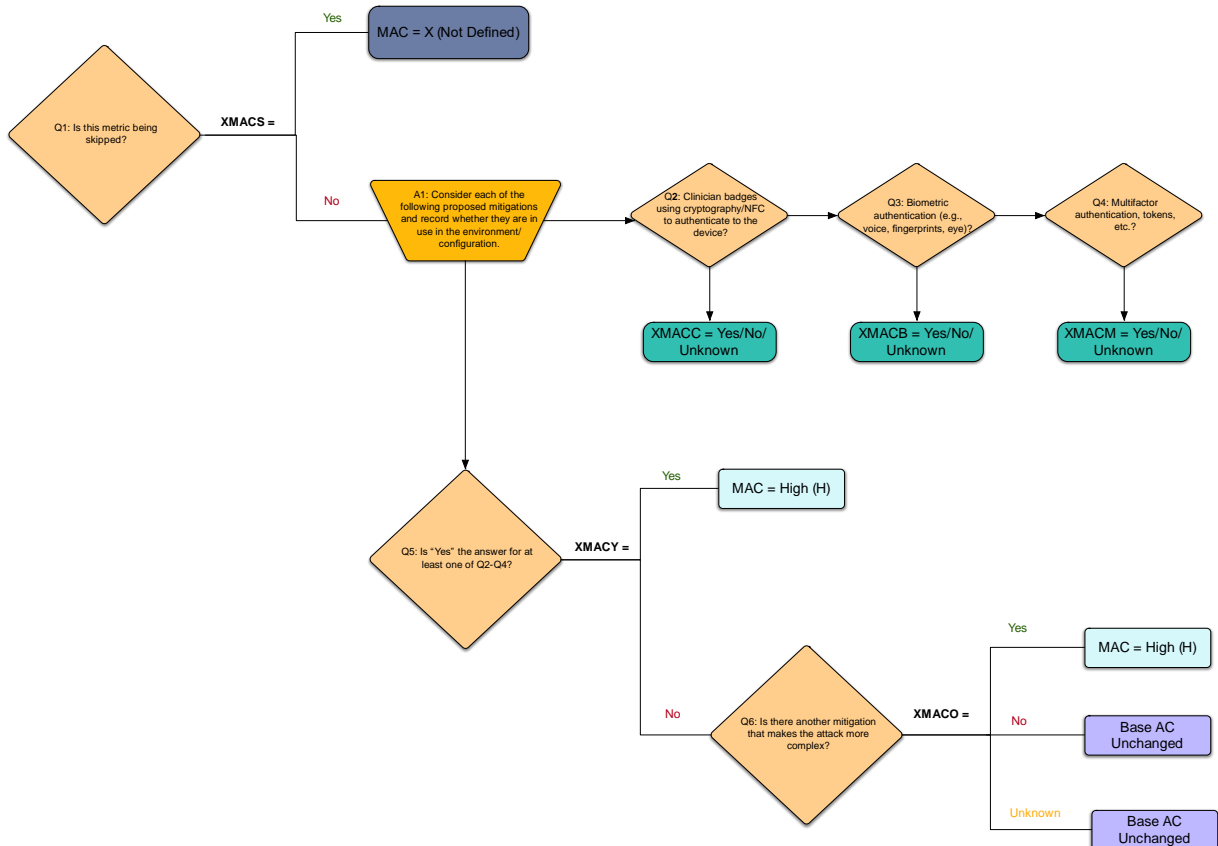 Yes
MAC = X (Not Defined)
Q1: Is this metric being
skipped?
XMACS =
No
A1: Consider each of the
following proposed mitigations
and record whether they are in
use in the environment/
configuration.
Q2: Clinician badges
using cryptography/NFC
to authenticate to the
device?
Q3: Biometric
authentication (e.g.,
voice, fingerprints, eye)?
Q4: Multifactor
authentication, tokens,
etc.?
XMACC = Yes/No/
Unknown
XMACB = Yes/No/
Unknown
XMACM = Yes/No/
Unknown
Q5: Is “Yes” the answer for at
least one of Q2-Q4?
XMACY =
Yes
MAC = High (H)
No
Q6: Is there another mitigation
that makes the attack more
complex?
XMACO =
Yes
MAC = High (H)
No
Base AC
Unchanged
Unknown
Base AC
Unchanged